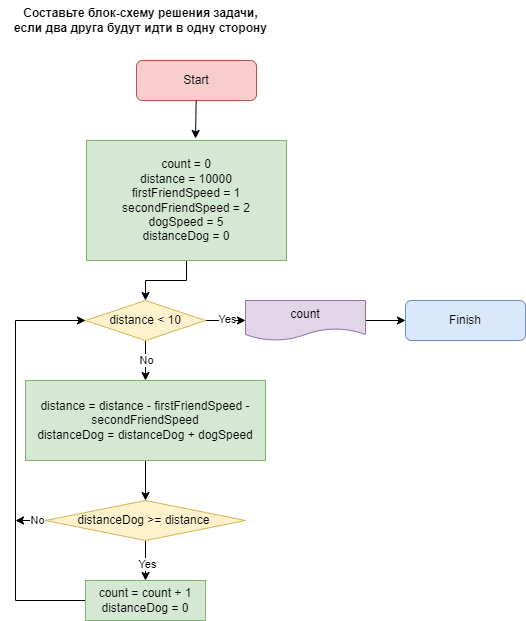 Составьте блок-схему решения задачи,
если два друга будут идти в одну сторону
Start
count = 0
distance = 10000
firstFriendSpeed = 1
secondFriendSpeed = 2
dogSpeed = 5
distanceDog = 0
distance < 10
Yes
count
Finish
No
distance = distance - firstFriendSpeed -
secondFriendSpeed
distanceDog = distanceDog + dogSpeed
No
distanceDog >= distance
Yes
count = count + 1
distanceDog = 0